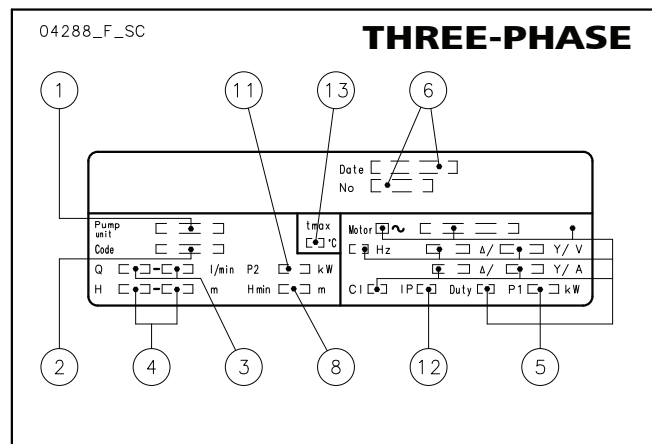 04288_F_SC THREE-PHASE
1 11 13 6
Date
No
Pump unit tmax Motor ~
°C
Code Hz Δ/ Y/ V
Q - l/min P2 kW Δ/ Y/ A
H - m Hmin m Cl IP Duty P1 kW
2 4 3 8 12 5